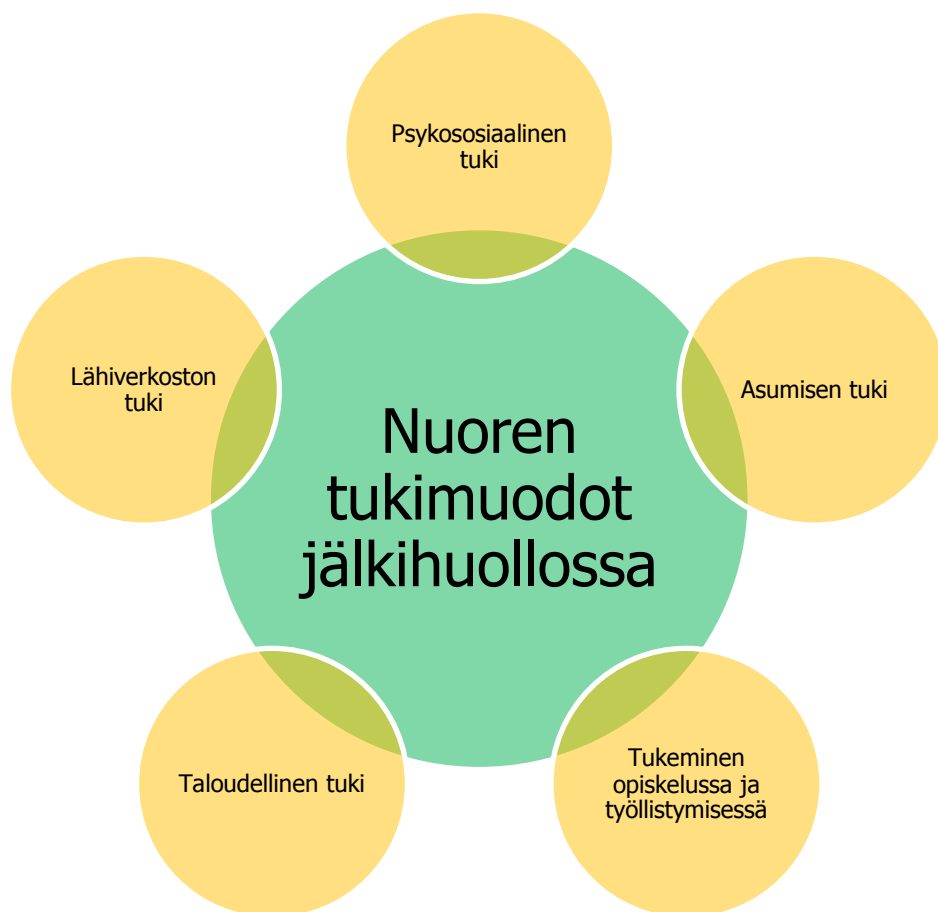 Psykososiaalinen
tuki
Lähiverkoston
tuki
Asumisen tuki
Nuoren
tukimuodot
jälkihuollossa
Taloudellinen tuki
Tukeminen
opiskelussa ja
työllistymisessä